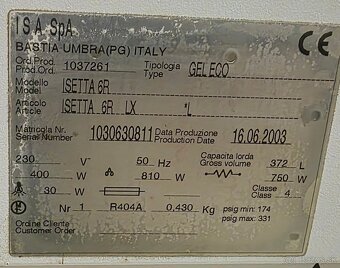 ISA SpA
BASTIA UMBRA(PG) ITALY CE
Ord.Prod. Prod.Ord. 1037261 Tipologia Type GELECO
Modello Model ISETTA 6R
Articolo Article ISETTA 6R LX *L
Matricola Nr. Serial Number 1030630811 Data Produzione Production Date 16.06.2003
230 V 50 Hz Capacita lorda Gross volume 372 L
400 W 810 W 750 W
30 W Classe Class 4
Nr 1 R404A 0,430 Kg psig min: 174
psig max: 331
Ordine Cliente
Customer Order